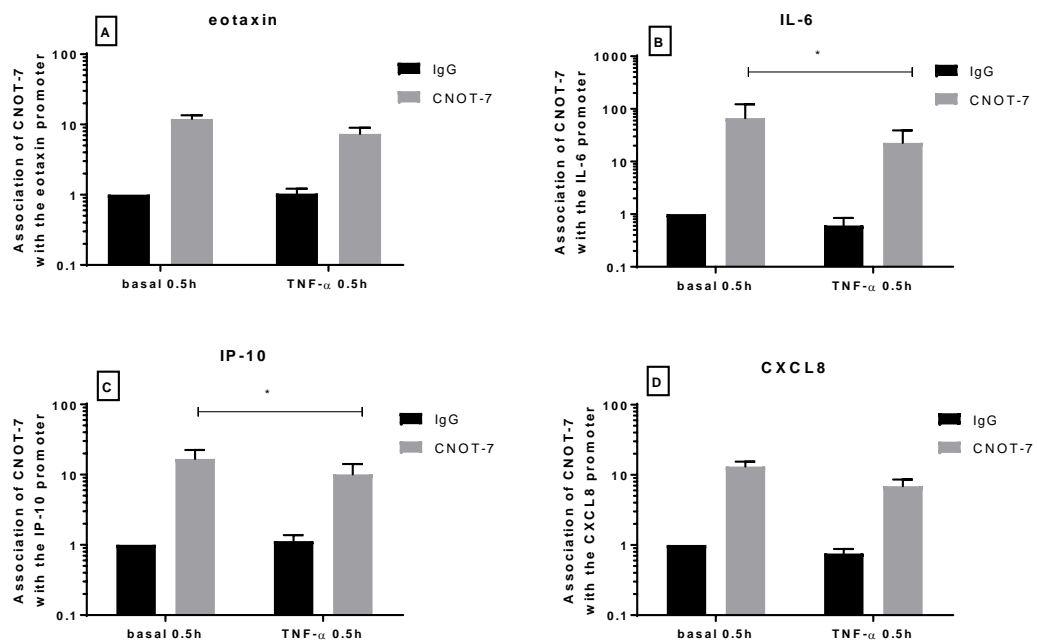 eotaxin
A
Association of CNOT-7
with the eotaxin promoter
100
10
1
0.1
basal 0.5h
TNF-α 0.5h
IgG
CNOT-7
IL-6
B
Association of CNOT-7
with the IL-6 promoter
1000
100
10
1
0.1
*
basal 0.5h
TNF-α 0.5h
IgG
CNOT-7
IP-10
C
Association of CNOT-7
with the IP-10 promoter
100
10
1
0.1
*
basal 0.5h
TNF-α 0.5h
IgG
CNOT-7
CXCL8
D
Association of CNOT-7
with the CXCL8 promoter
100
10
1
0.1
basal 0.5h
TNF-α 0.5h
IgG
CNOT-7